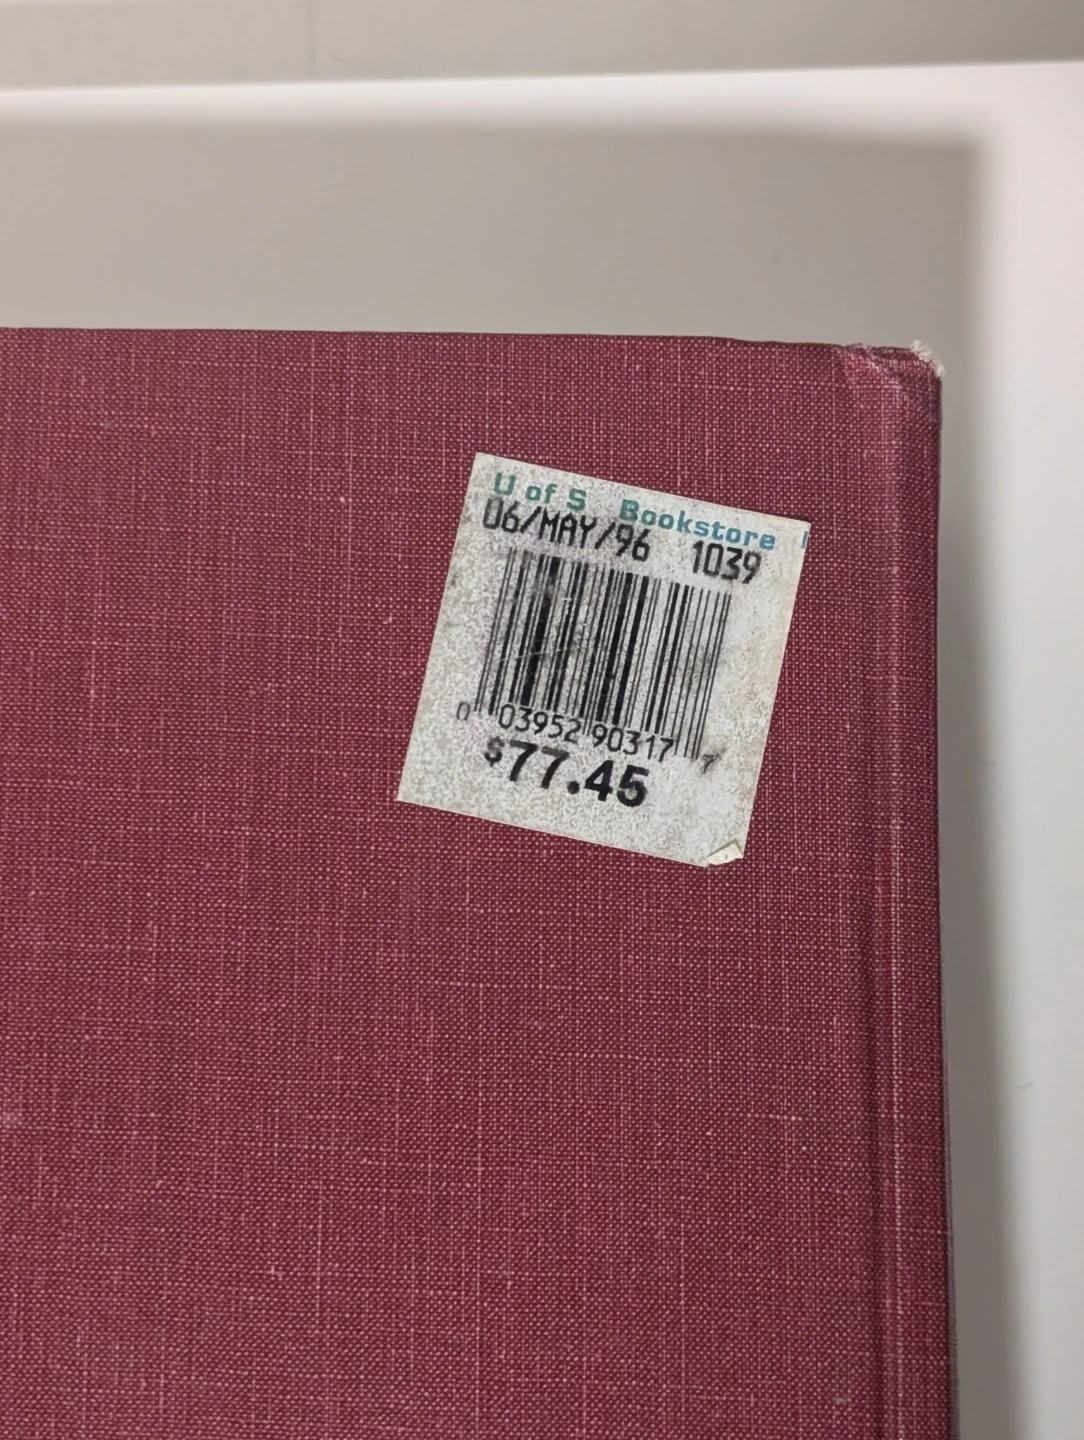 U of S Bookstore
06/MAY/96 1039
0 03952 90317 7
$77.45